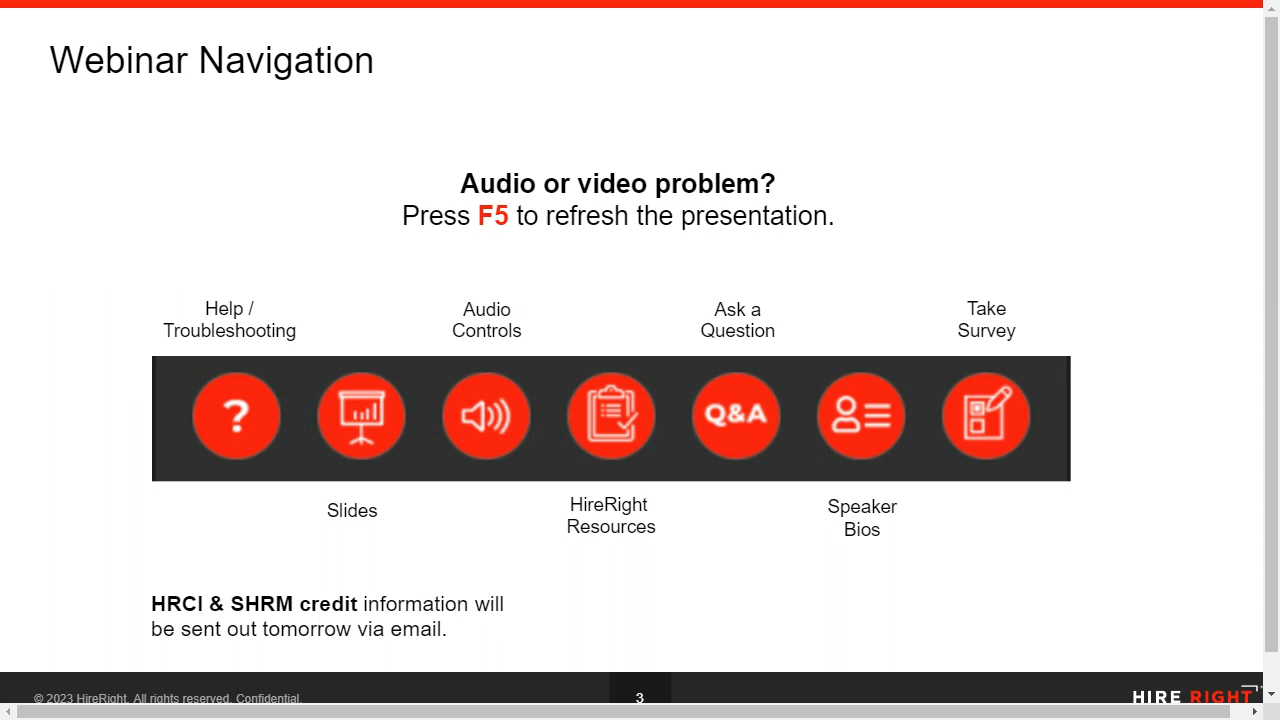 Webinar Navigation
Audio or video problem?
Press F5 to refresh the presentation.
Help /
Troubleshooting
Audio
Controls
Ask a
Question
Take
Survey
?
Q&A
Slides
HireRight
Resources
Speaker
Bios
HRCI & SHRM credit information will
be sent out tomorrow via email.
© 2023 HireRight. All rights reserved. Confidential.
3
HIRE RIGHT